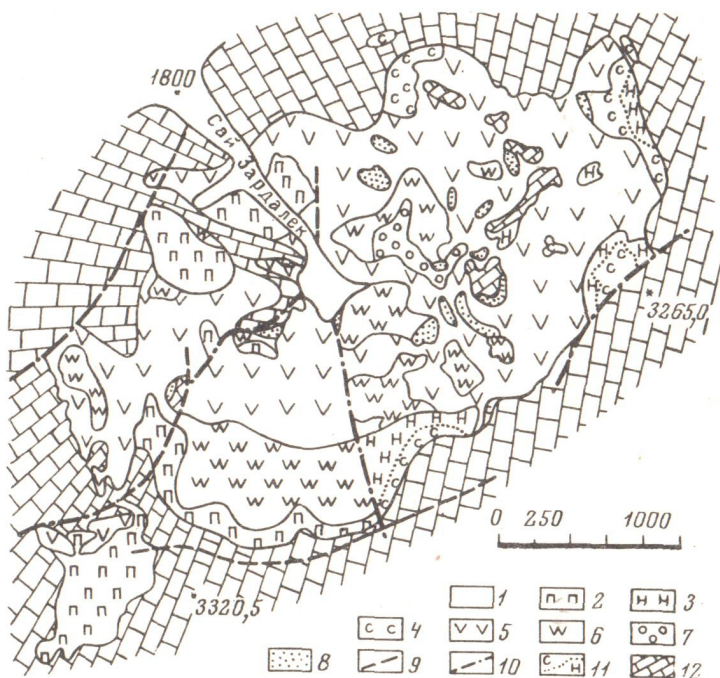 1800
Сай Зардалек
3265,0
0 250 1000
3320,5
1 п п 2 н н 3
с с 4 v v 5 w 6 7
8 9 10 с н 11 12